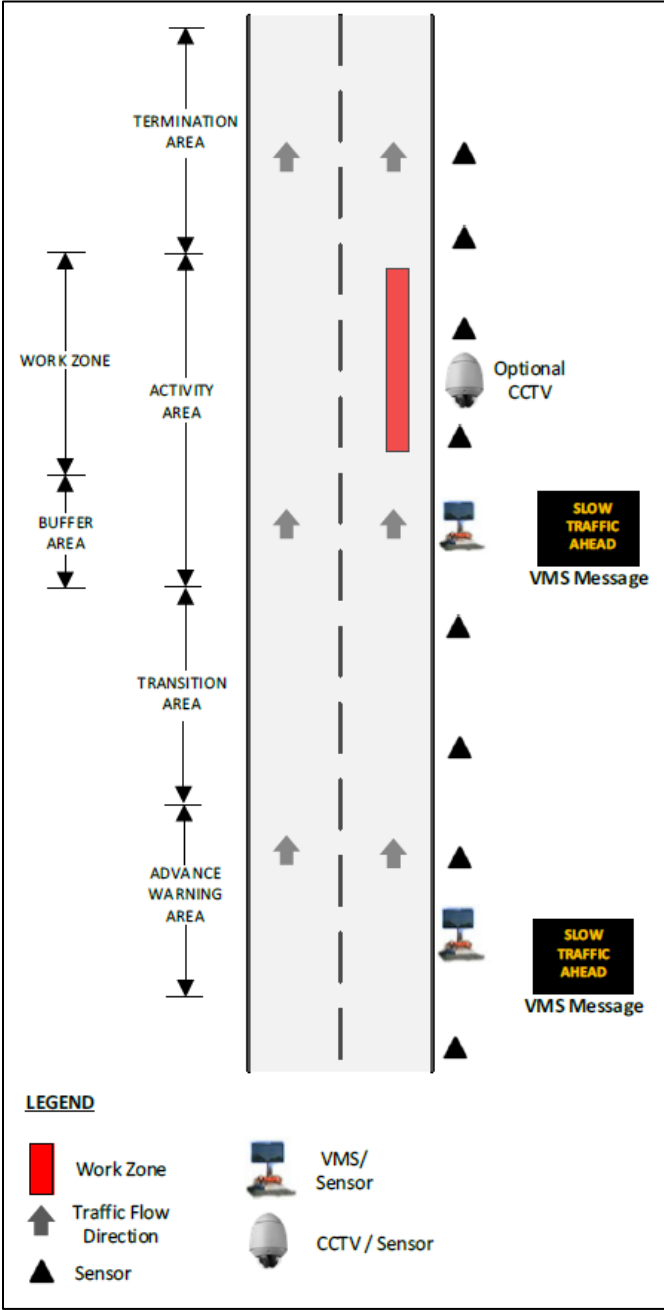 TERMINATION
AREA
WORK ZONE
ACTIVITY
AREA
Optional
CCTV
BUFFER
AREA
SLOW
TRAFFIC
AHEAD
VMS Message
TRANSITION
AREA
ADVANCE
WARNING
AREA
SLOW
TRAFFIC
AHEAD
VMS Message
LEGEND
Work Zone
Traffic Flow
Direction
Sensor
VMS/
Sensor
CCTV / Sensor